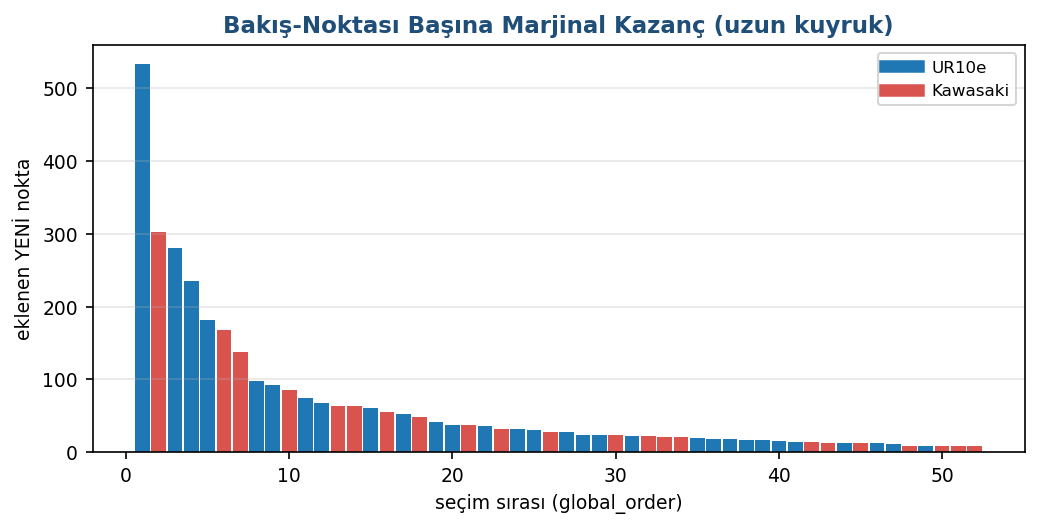 Bakış-Noktası Başına Marjinal Kazanç (uzun kuyruk)
UR10e
Kawasaki
eklenen YENİ nokta
500
400
300
200
100
0
0 10 20 30 40 50
seçim sırası (global_order)